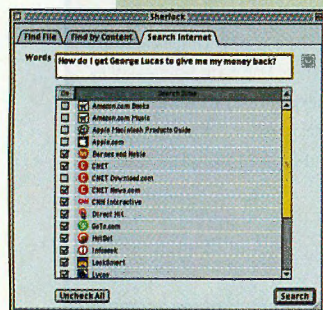 Sherlock
Find File Find by Content Search Internet
Words How do I get George Lucas to give me my money back?
On Search Sites
Amazon.com Books
Amazon.com Music
Apple Macintosh Products Guide
Apple.com
Barnes and Noble
CNET
CNET Download.com
CNET News.com
CNN Interactive
Direct Hit
GoTo.com
HotBot
Infoseek
LookSmart
Lycos
Uncheck All Search